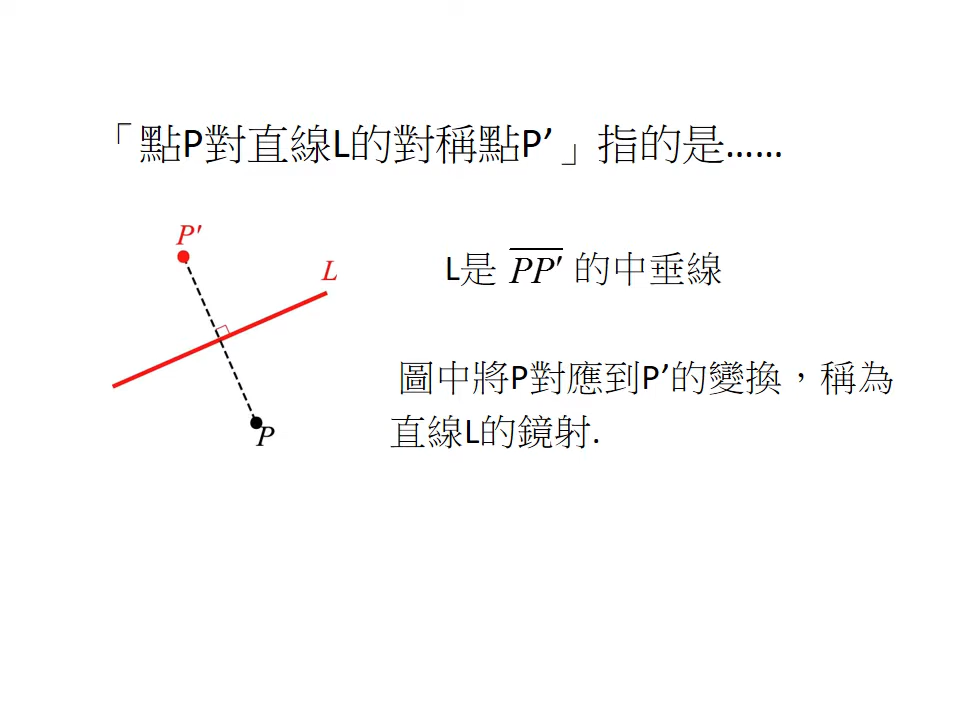 「點P對直線L的對稱點P’」指的是……
P′
L
L是 PP′ 的中垂線
圖中將P對應到P’的變換，稱為
直線L的鏡射.
P